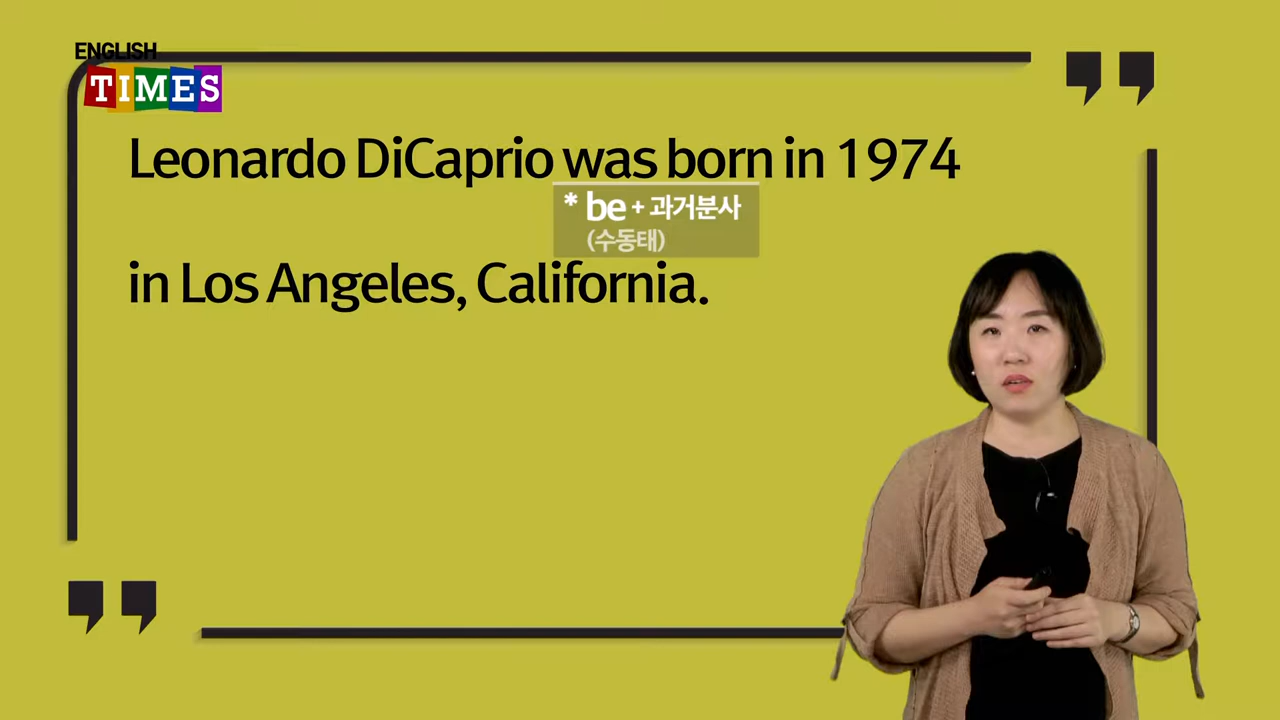 ENGLISH
TIMES
Leonardo DiCaprio was born in 1974
* be + 과거분사
(수동태)
in Los Angeles, California.